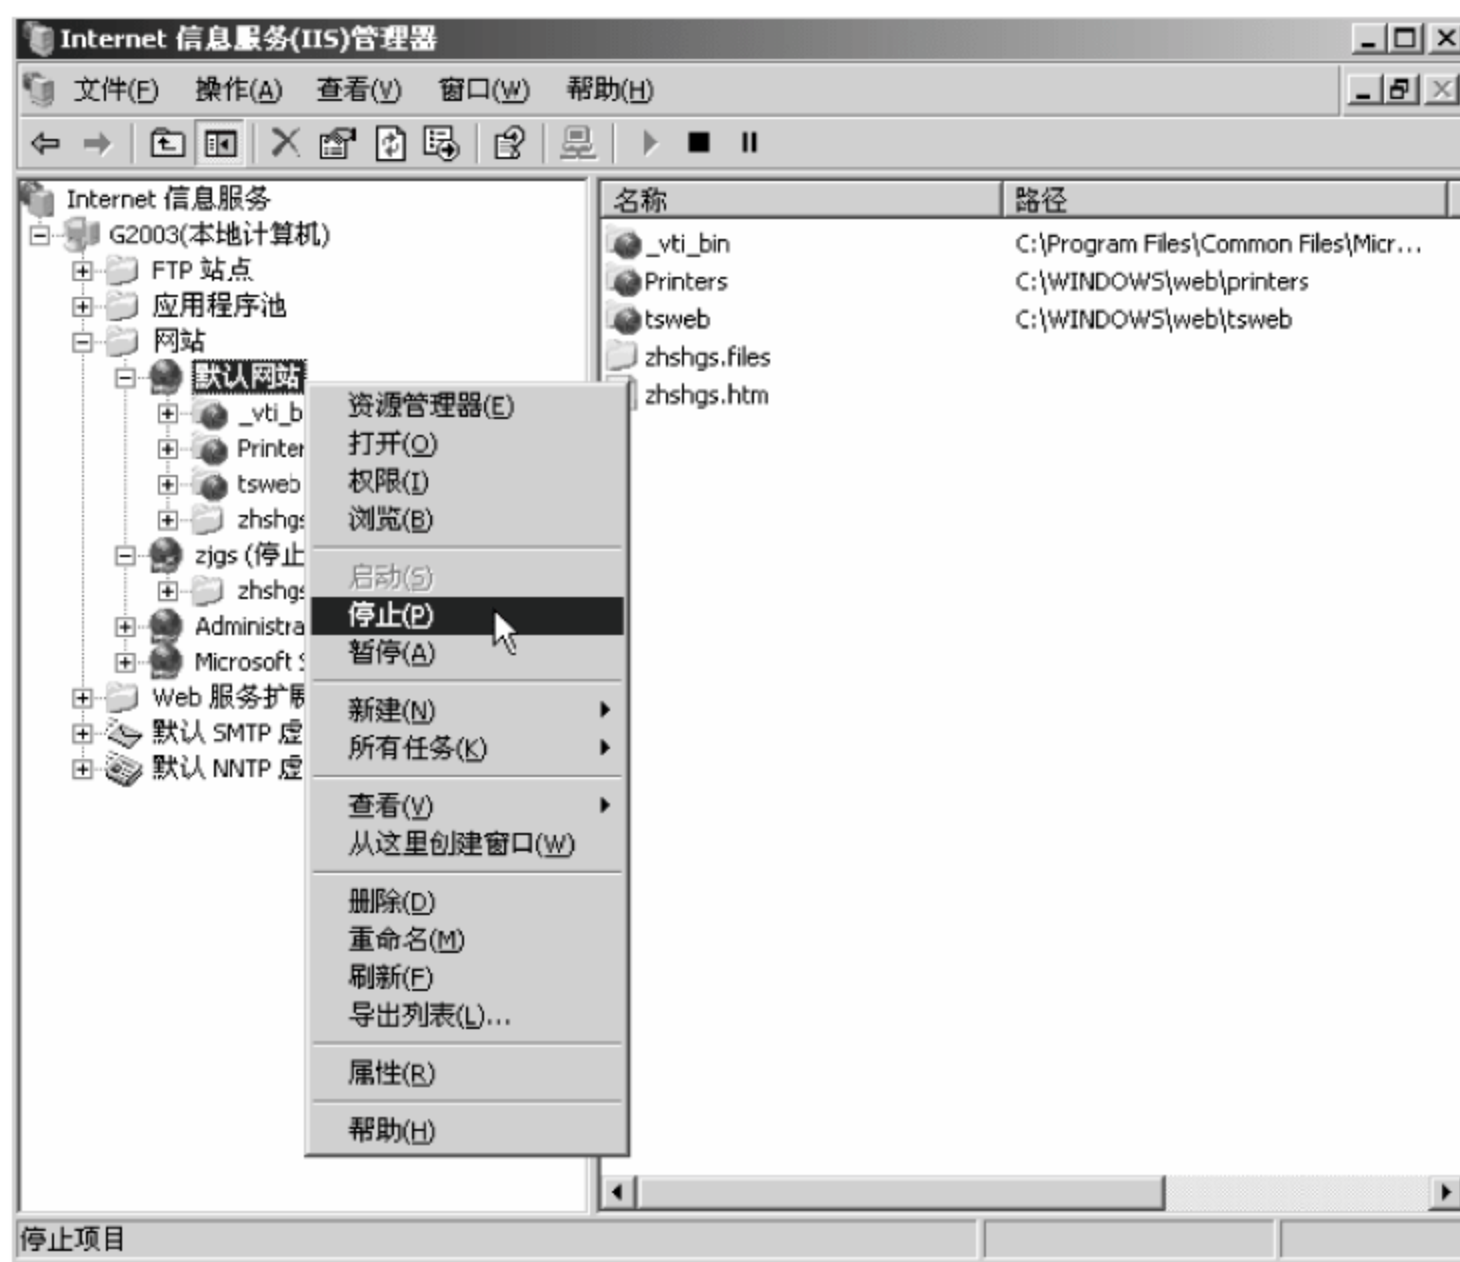 Internet 信息服务(IIS)管理器
文件(F) 操作(A) 查看(V) 窗口(W) 帮助(H)
Internet 信息服务
G2003(本地计算机)
FTP 站点
应用程序池
网站
默认网站
_vti_b
Printer
tsweb
zhshgs
zjgs (停止
zhshgs
Administra
Microsoft S
Web 服务扩展
默认 SMTP 虚
默认 NNTP 虚
资源管理器(E)
打开(O)
权限(I)
浏览(B)
启动(S)
停止(P)
暂停(A)
新建(N)
所有任务(K)
查看(V)
从这里创建窗口(W)
删除(D)
重命名(M)
刷新(F)
导出列表(L)...
属性(R)
帮助(H)
名称 路径
_vti_bin C:\Program Files\Common Files\Micr...
Printers C:\WINDOWS\web\printers
tsweb C:\WINDOWS\web\tsweb
zhshgs.files
zhshgs.htm
停止项目